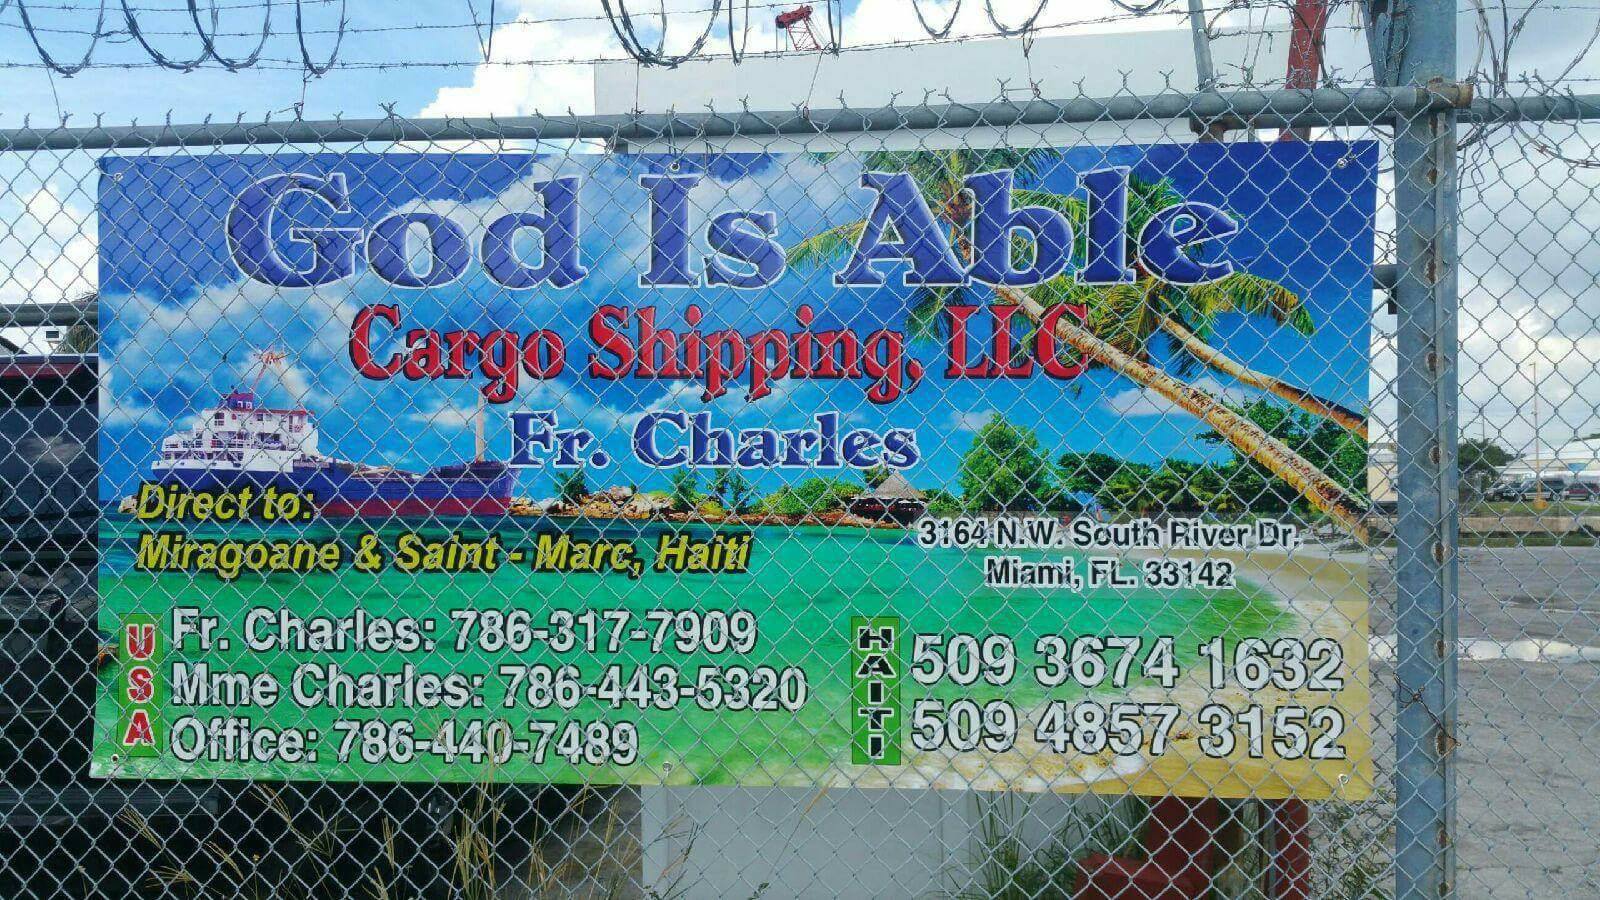 God Is Able
Cargo Shipping, LLC
Fr. Charles
Direct to:
Miragoane & Saint - Marc, Haiti
3164 N.W. South River Dr.
Miami, FL. 33142
USA
Fr. Charles: 786-317-7909
Mme Charles: 786-443-5320
Office: 786-440-7489
HAITI
509 3674 1632
509 4857 3152